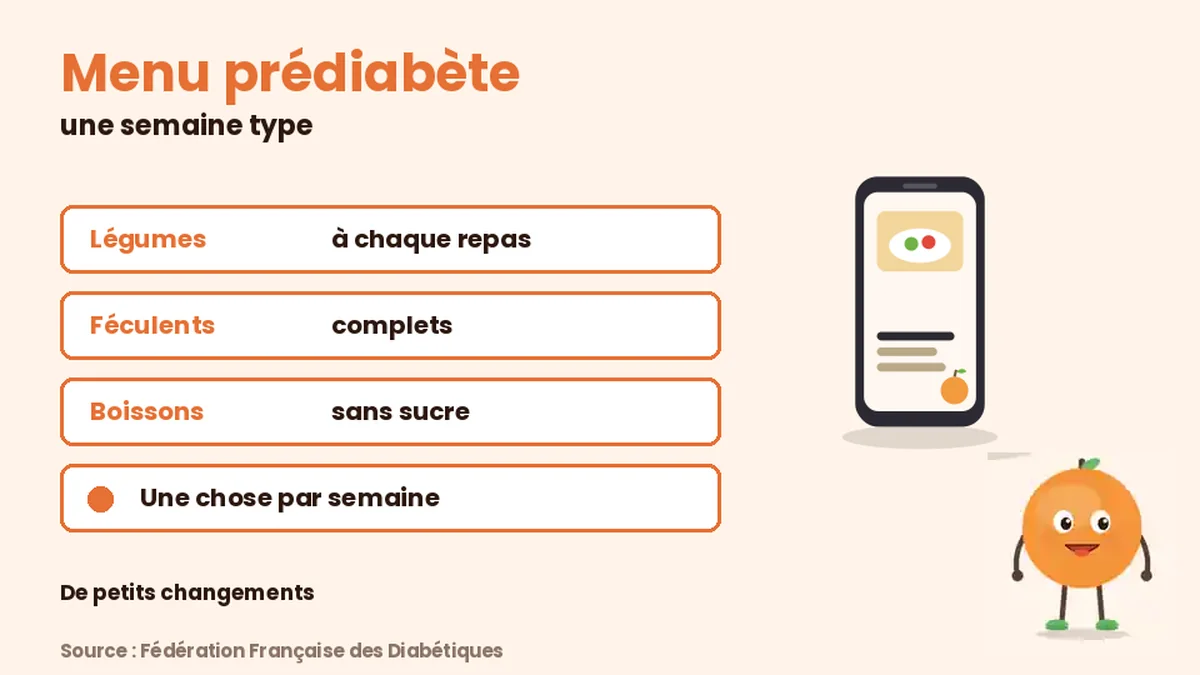 Menu prédiabète
une semaine type
Légumes à chaque repas
Féculents complets
Boissons sans sucre
Une chose par semaine
De petits changements
Source : Fédération Française des Diabétiques